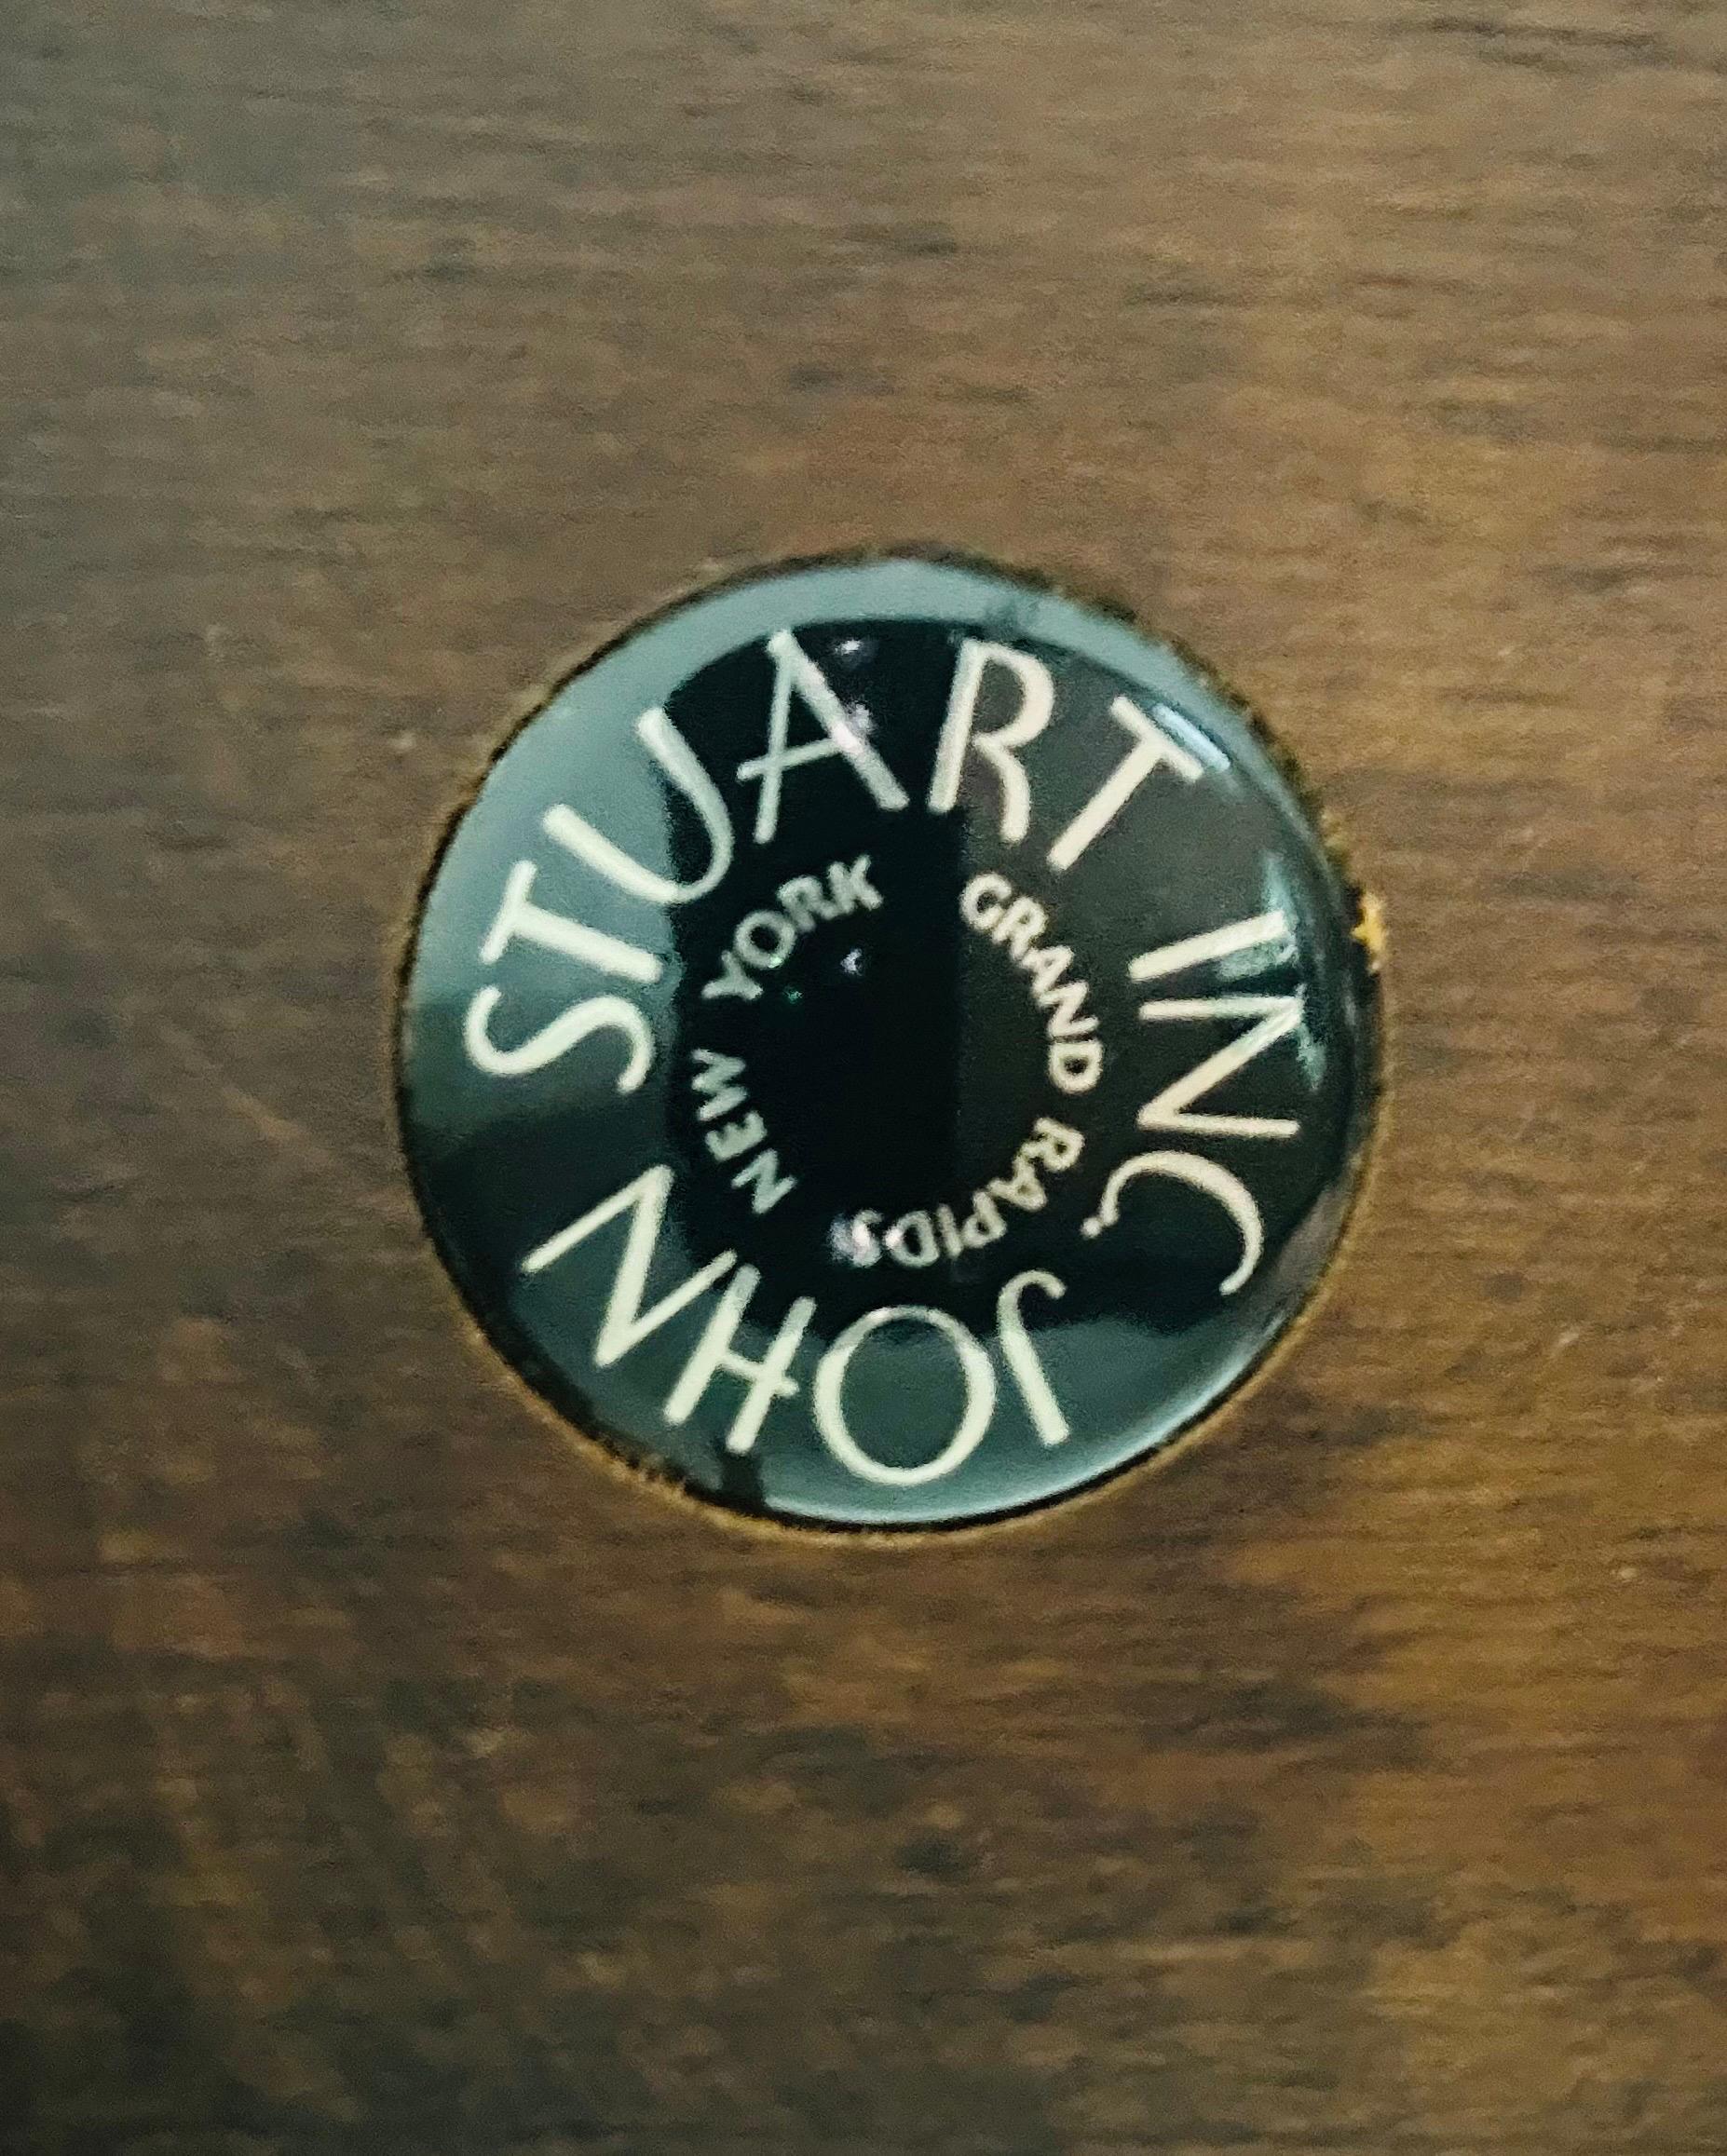 JOHN STUART INC
NEW YORK GRAND RAPIDS